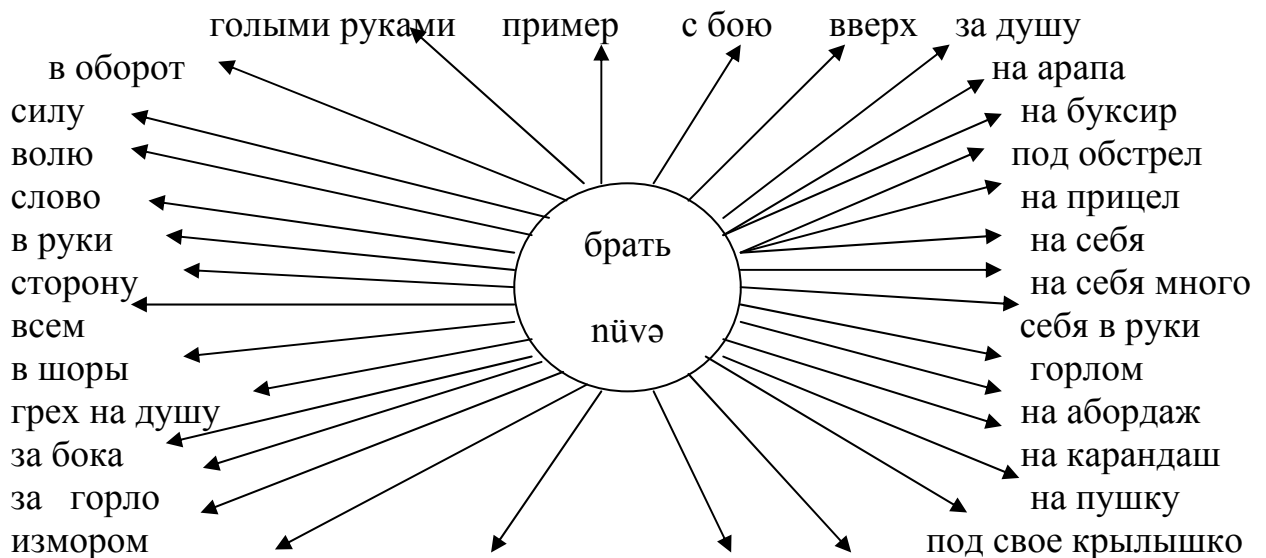 голыми руками пример с бою вверх за душу
в оборот на арапа
силу на буксир
волю под обстрел
слово на прицел
в руки на себя
сторону на себя много
всем себя в руки
в шоры горлом
грех на душу на абордаж
за бока на карандаш
за горло на пушку
измором под свое крылышко
брать
nüvə